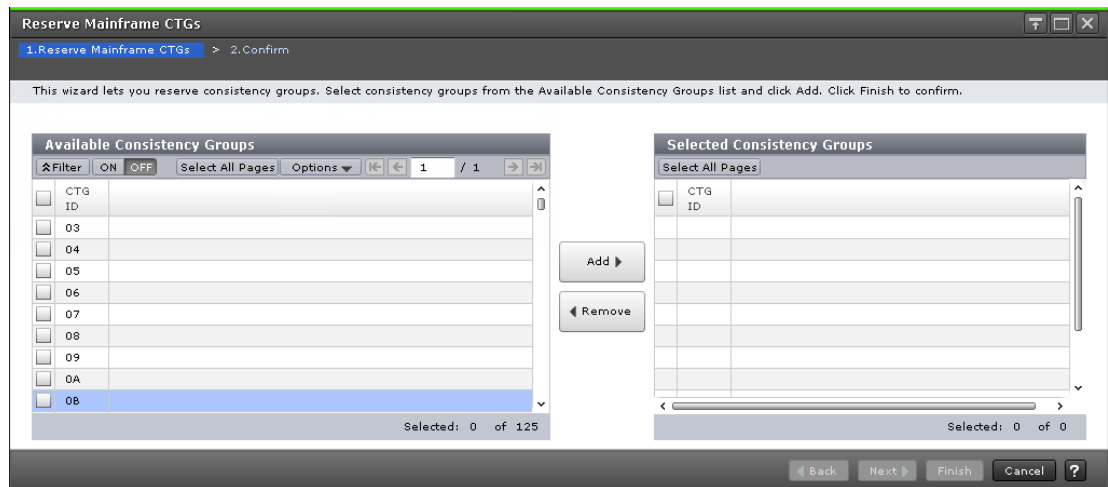 Reserve Mainframe CTGs
1.Reserve Mainframe CTGs > 2.Confirm
This wizard lets you reserve consistency groups. Select consistency groups from the Available Consistency Groups list and click Add. Click Finish to confirm.
Available Consistency Groups
Filter ON OFF Select All Pages Options 1 / 1
CTG
ID
03
04
05
06
07
08
09
0A
0B
Selected: 0 of 125
Add
Remove
Selected Consistency Groups
Select All Pages
CTG
ID
Selected: 0 of 0
Back Next Finish Cancel ?